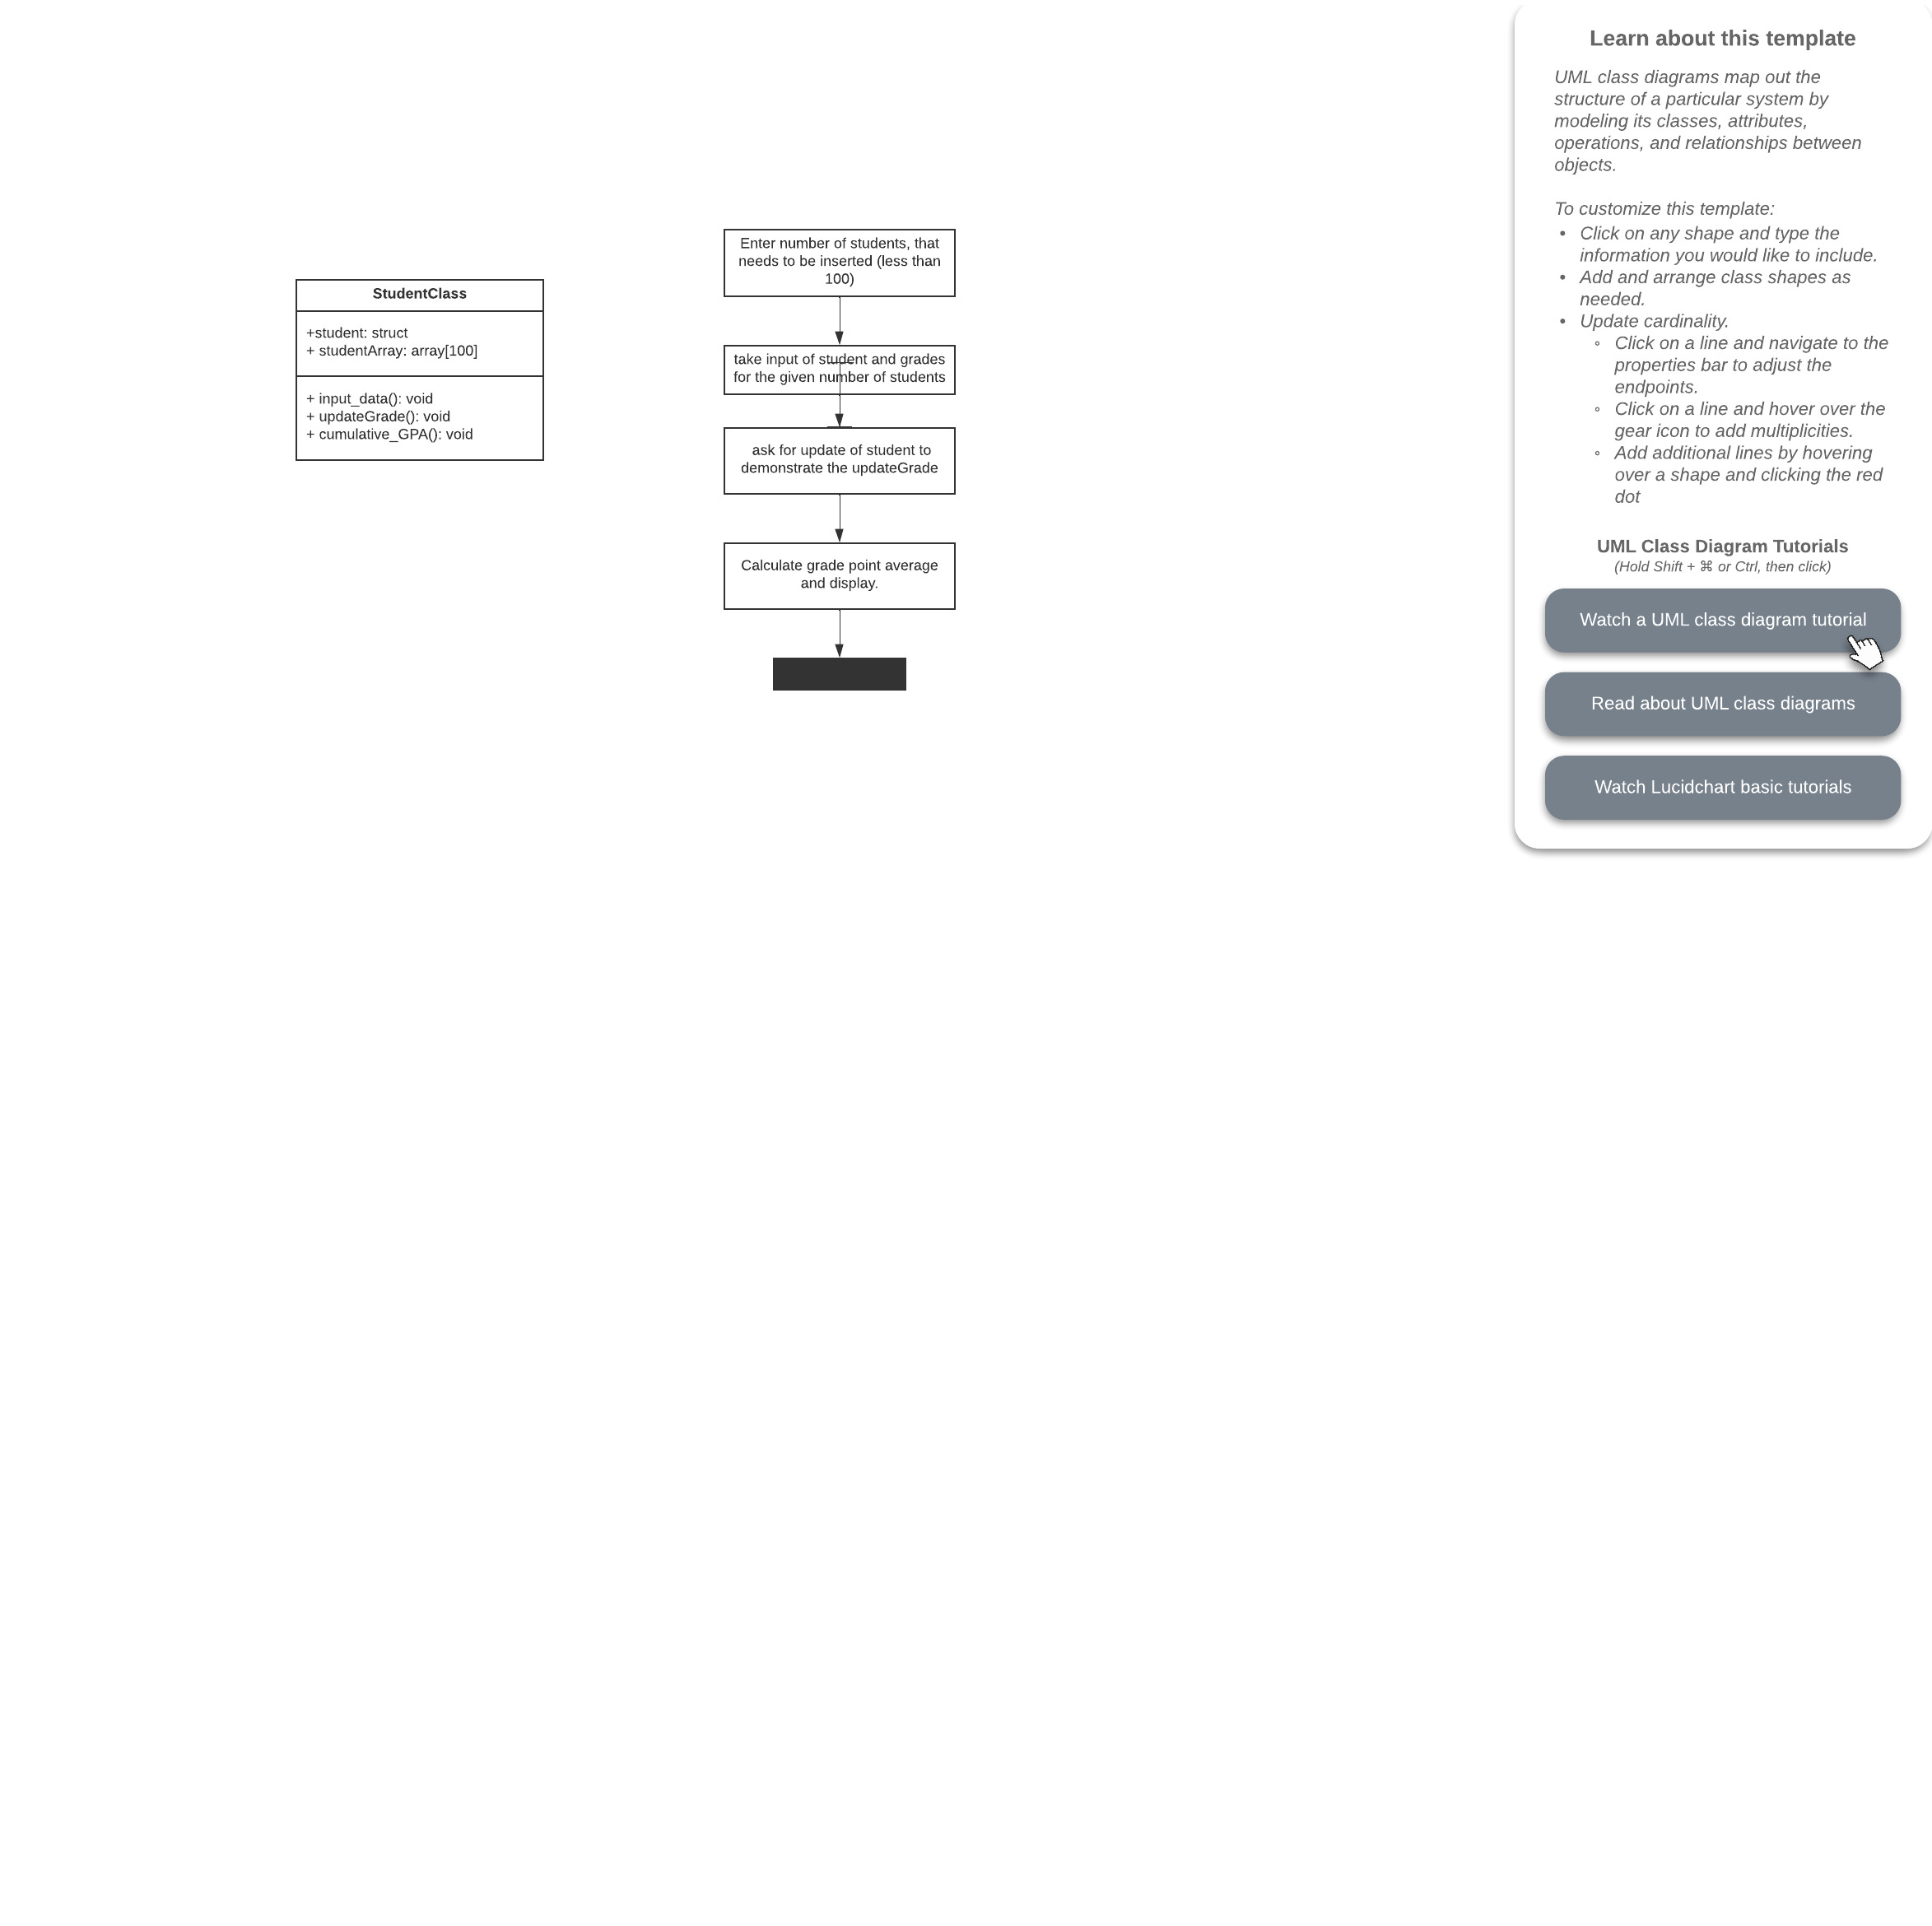 StudentClass
+student: struct
+ studentArray: array[100]
+ input_data(): void
+ updateGrade(): void
+ cumulative_GPA(): void
Enter number of students, that
needs to be inserted (less than
100)
take input of student and grades
for the given number of students
ask for update of student to
demonstrate the updateGrade
Calculate grade point average
and display.
Learn about this template
UML class diagrams map out the
structure of a particular system by
modeling its classes, attributes,
operations, and relationships between
objects.
To customize this template:
• Click on any shape and type the
information you would like to include.
• Add and arrange class shapes as
needed.
• Update cardinality.
◦ Click on a line and navigate to the
properties bar to adjust the
endpoints.
◦ Click on a line and hover over the
gear icon to add multiplicities.
◦ Add additional lines by hovering
over a shape and clicking the red
dot
UML Class Diagram Tutorials
(Hold Shift + ⌘ or Ctrl, then click)
Watch a UML class diagram tutorial
Read about UML class diagrams
Watch Lucidchart basic tutorials